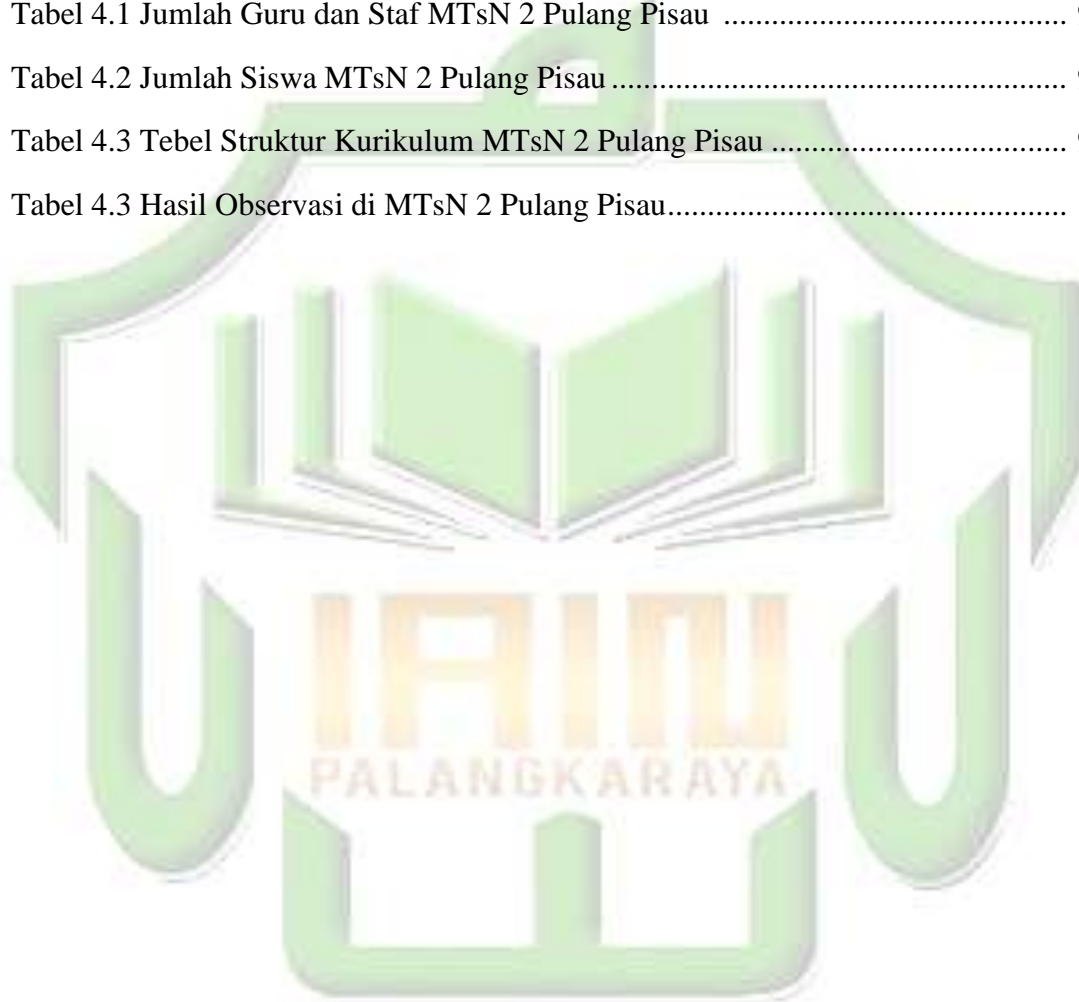 Tabel 4.1 Jumlah Guru dan Staf MTsN 2 Pulang Pisau ...........................................
Tabel 4.2 Jumlah Siswa MTsN 2 Pulang Pisau .........................................................
Tabel 4.3 Tebel Struktur Kurikulum MTsN 2 Pulang Pisau .....................................
Tabel 4.3 Hasil Observasi di MTsN 2 Pulang Pisau..................................................
IAIN
PALANGKARAYA